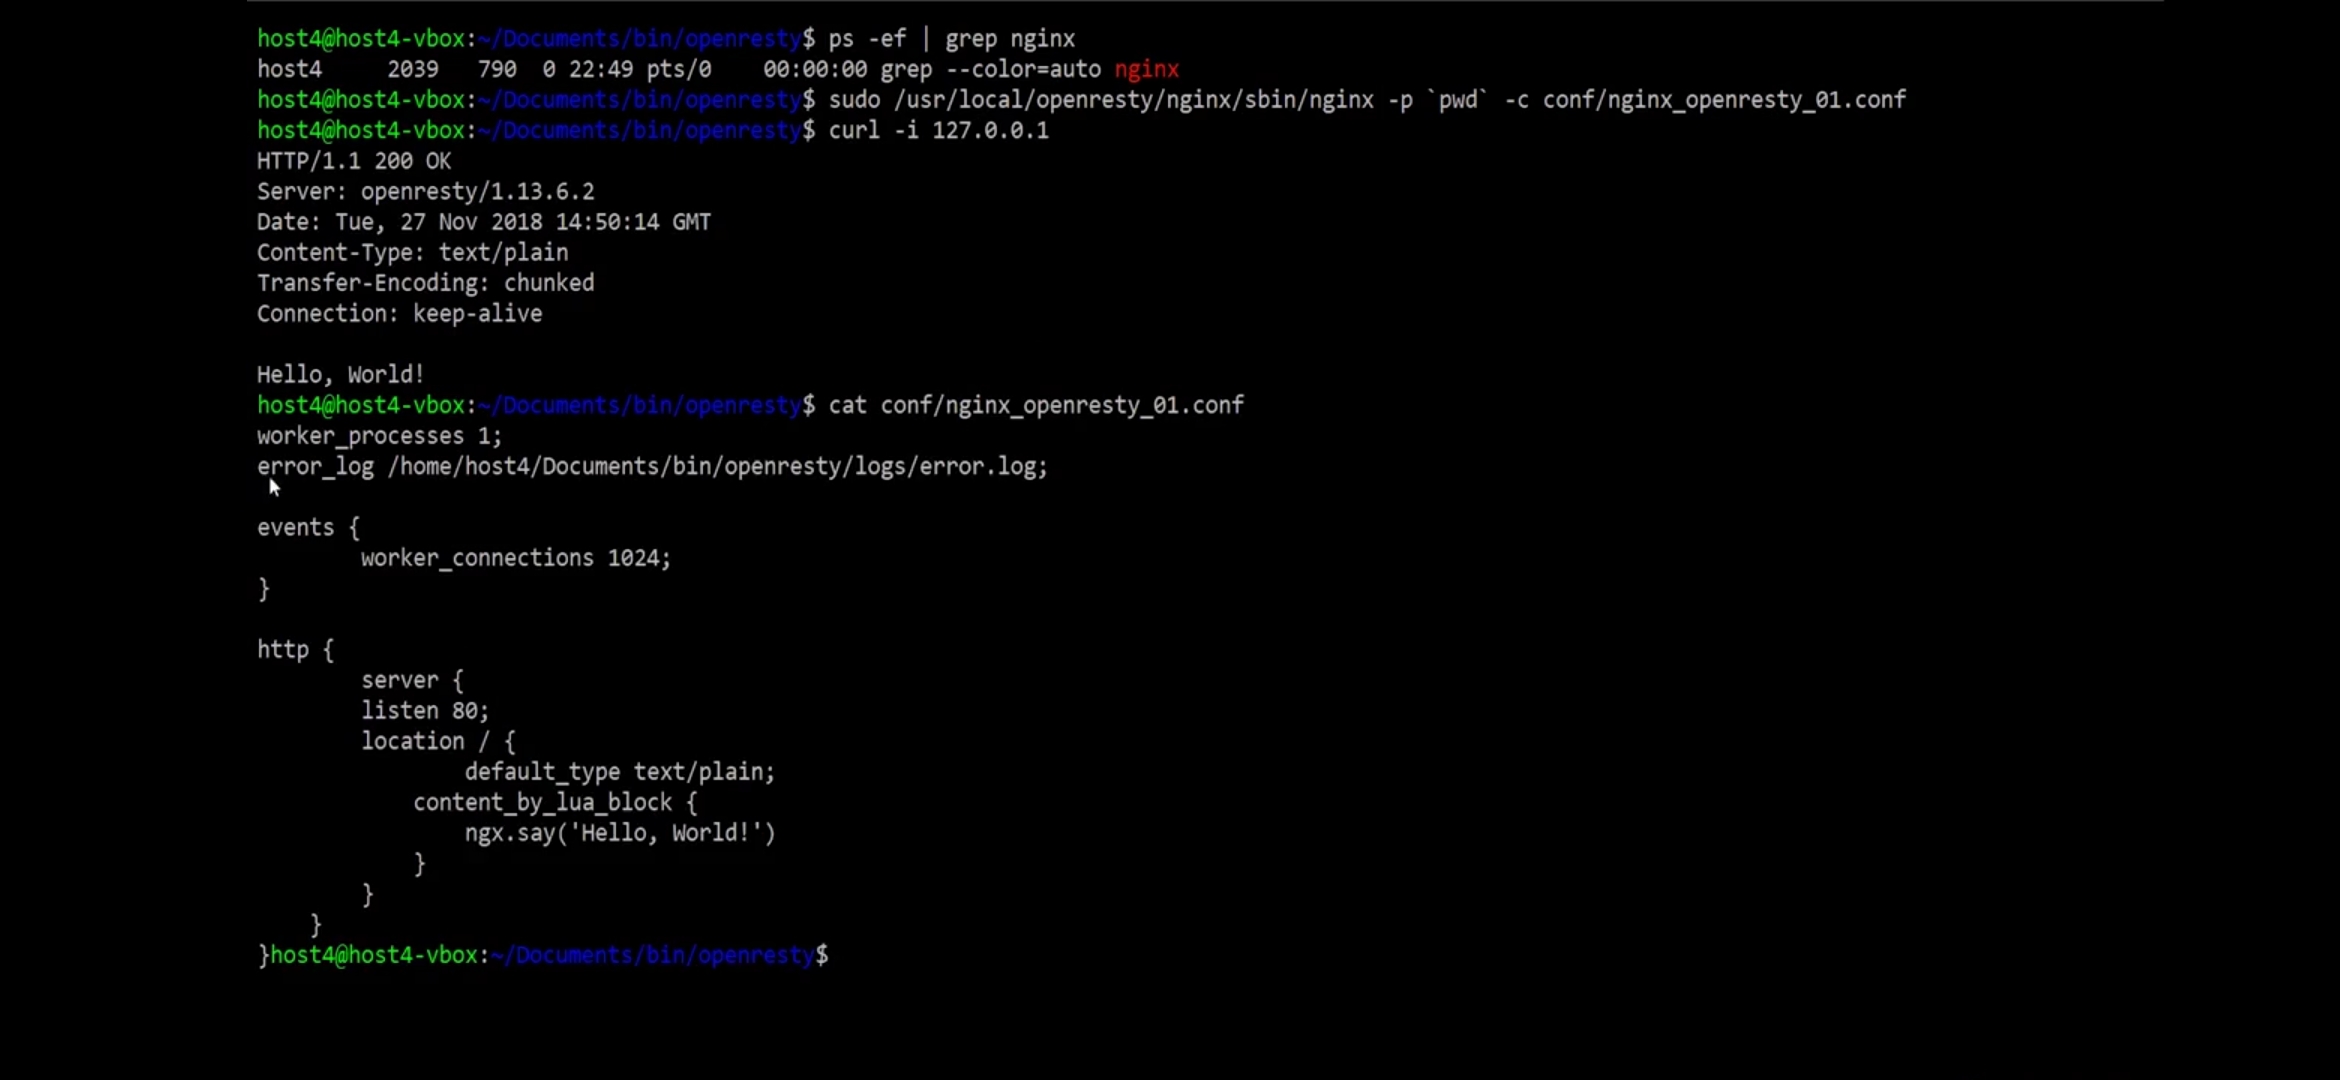 host4@host4-vbox:~/Documents/bin/openresty$ ps -ef | grep nginx
host4     2039   790  0 22:49 pts/0    00:00:00 grep --color=auto nginx
host4@host4-vbox:~/Documents/bin/openresty$ sudo /usr/local/openresty/nginx/sbin/nginx -p `pwd` -c conf/nginx_openresty_01.conf
host4@host4-vbox:~/Documents/bin/openresty$ curl -i 127.0.0.1
HTTP/1.1 200 OK
Server: openresty/1.13.6.2
Date: Tue, 27 Nov 2018 14:50:14 GMT
Content-Type: text/plain
Transfer-Encoding: chunked
Connection: keep-alive

Hello, World!
host4@host4-vbox:~/Documents/bin/openresty$ cat conf/nginx_openresty_01.conf
worker_processes 1;
error_log /home/host4/Documents/bin/openresty/logs/error.log;

events {
        worker_connections 1024;
}

http {
        server {
        listen 80;
        location / {
                default_type text/plain;
            content_by_lua_block {
                ngx.say('Hello, World!')
            }
        }
    }
}host4@host4-vbox:~/Documents/bin/openresty$